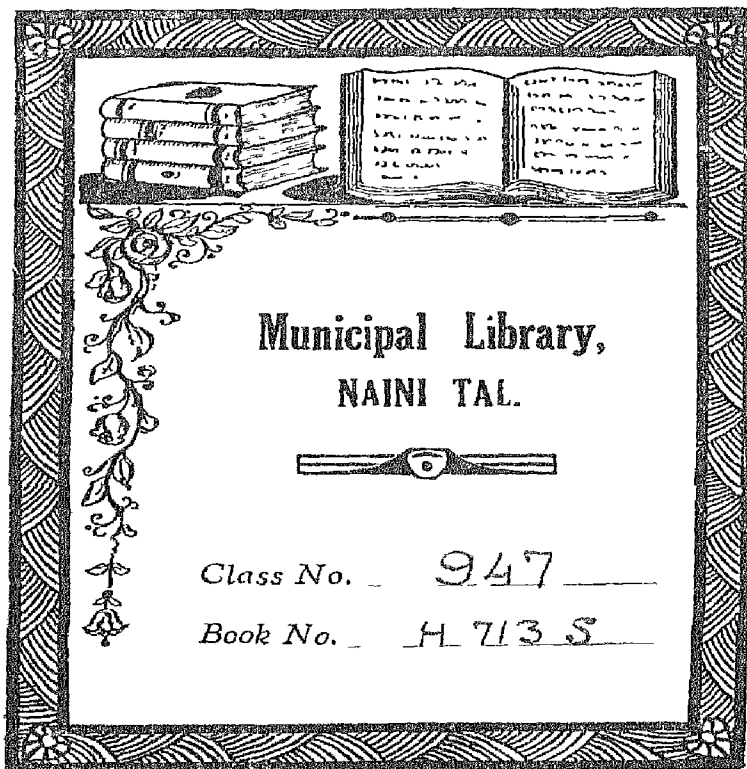 Municipal Library,
NAINI TAL.
Class No. 947
Book No. H 713 S